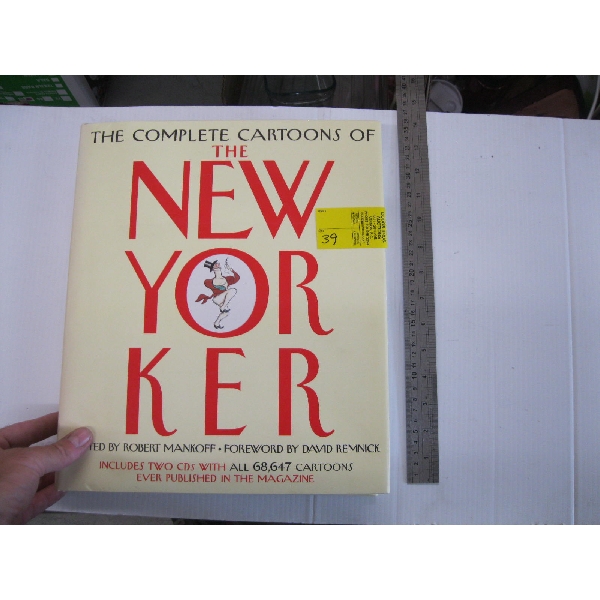 THE COMPLETE CARTOONS OF
THE
NEW
YOR
KER
TED BY ROBERT MANKOFF • FOREWORD BY DAVID REMNICK
INCLUDES TWO CDs WITH ALL 68,647 CARTOONS
EVER PUBLISHED IN THE MAGAZINE
39